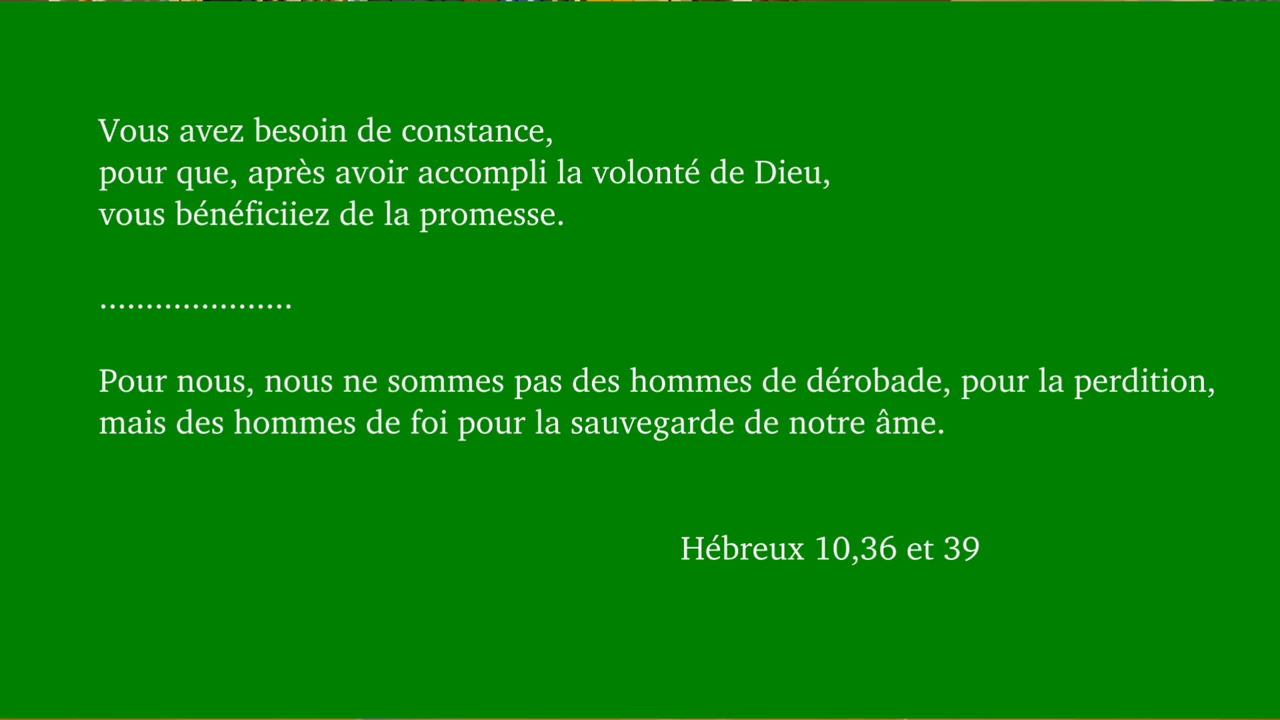 Vous avez besoin de constance,
pour que, après avoir accompli la volonté de Dieu,
vous bénéficiiez de la promesse.
.....................
Pour nous, nous ne sommes pas des hommes de dérobade, pour la perdition,
mais des hommes de foi pour la sauvegarde de notre âme.
Hébreux 10,36 et 39